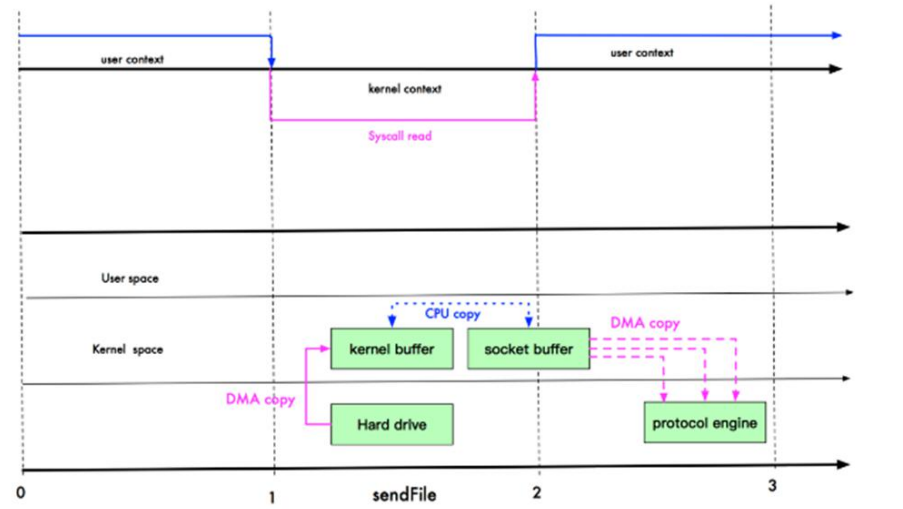 user context
user context
kernel context
Syscall read
User space
CPU copy
DMA copy
Kernel space
kernel buffer
socket buffer
DMA copy
Hard drive
protocol engine
0
1
sendFile
2
3